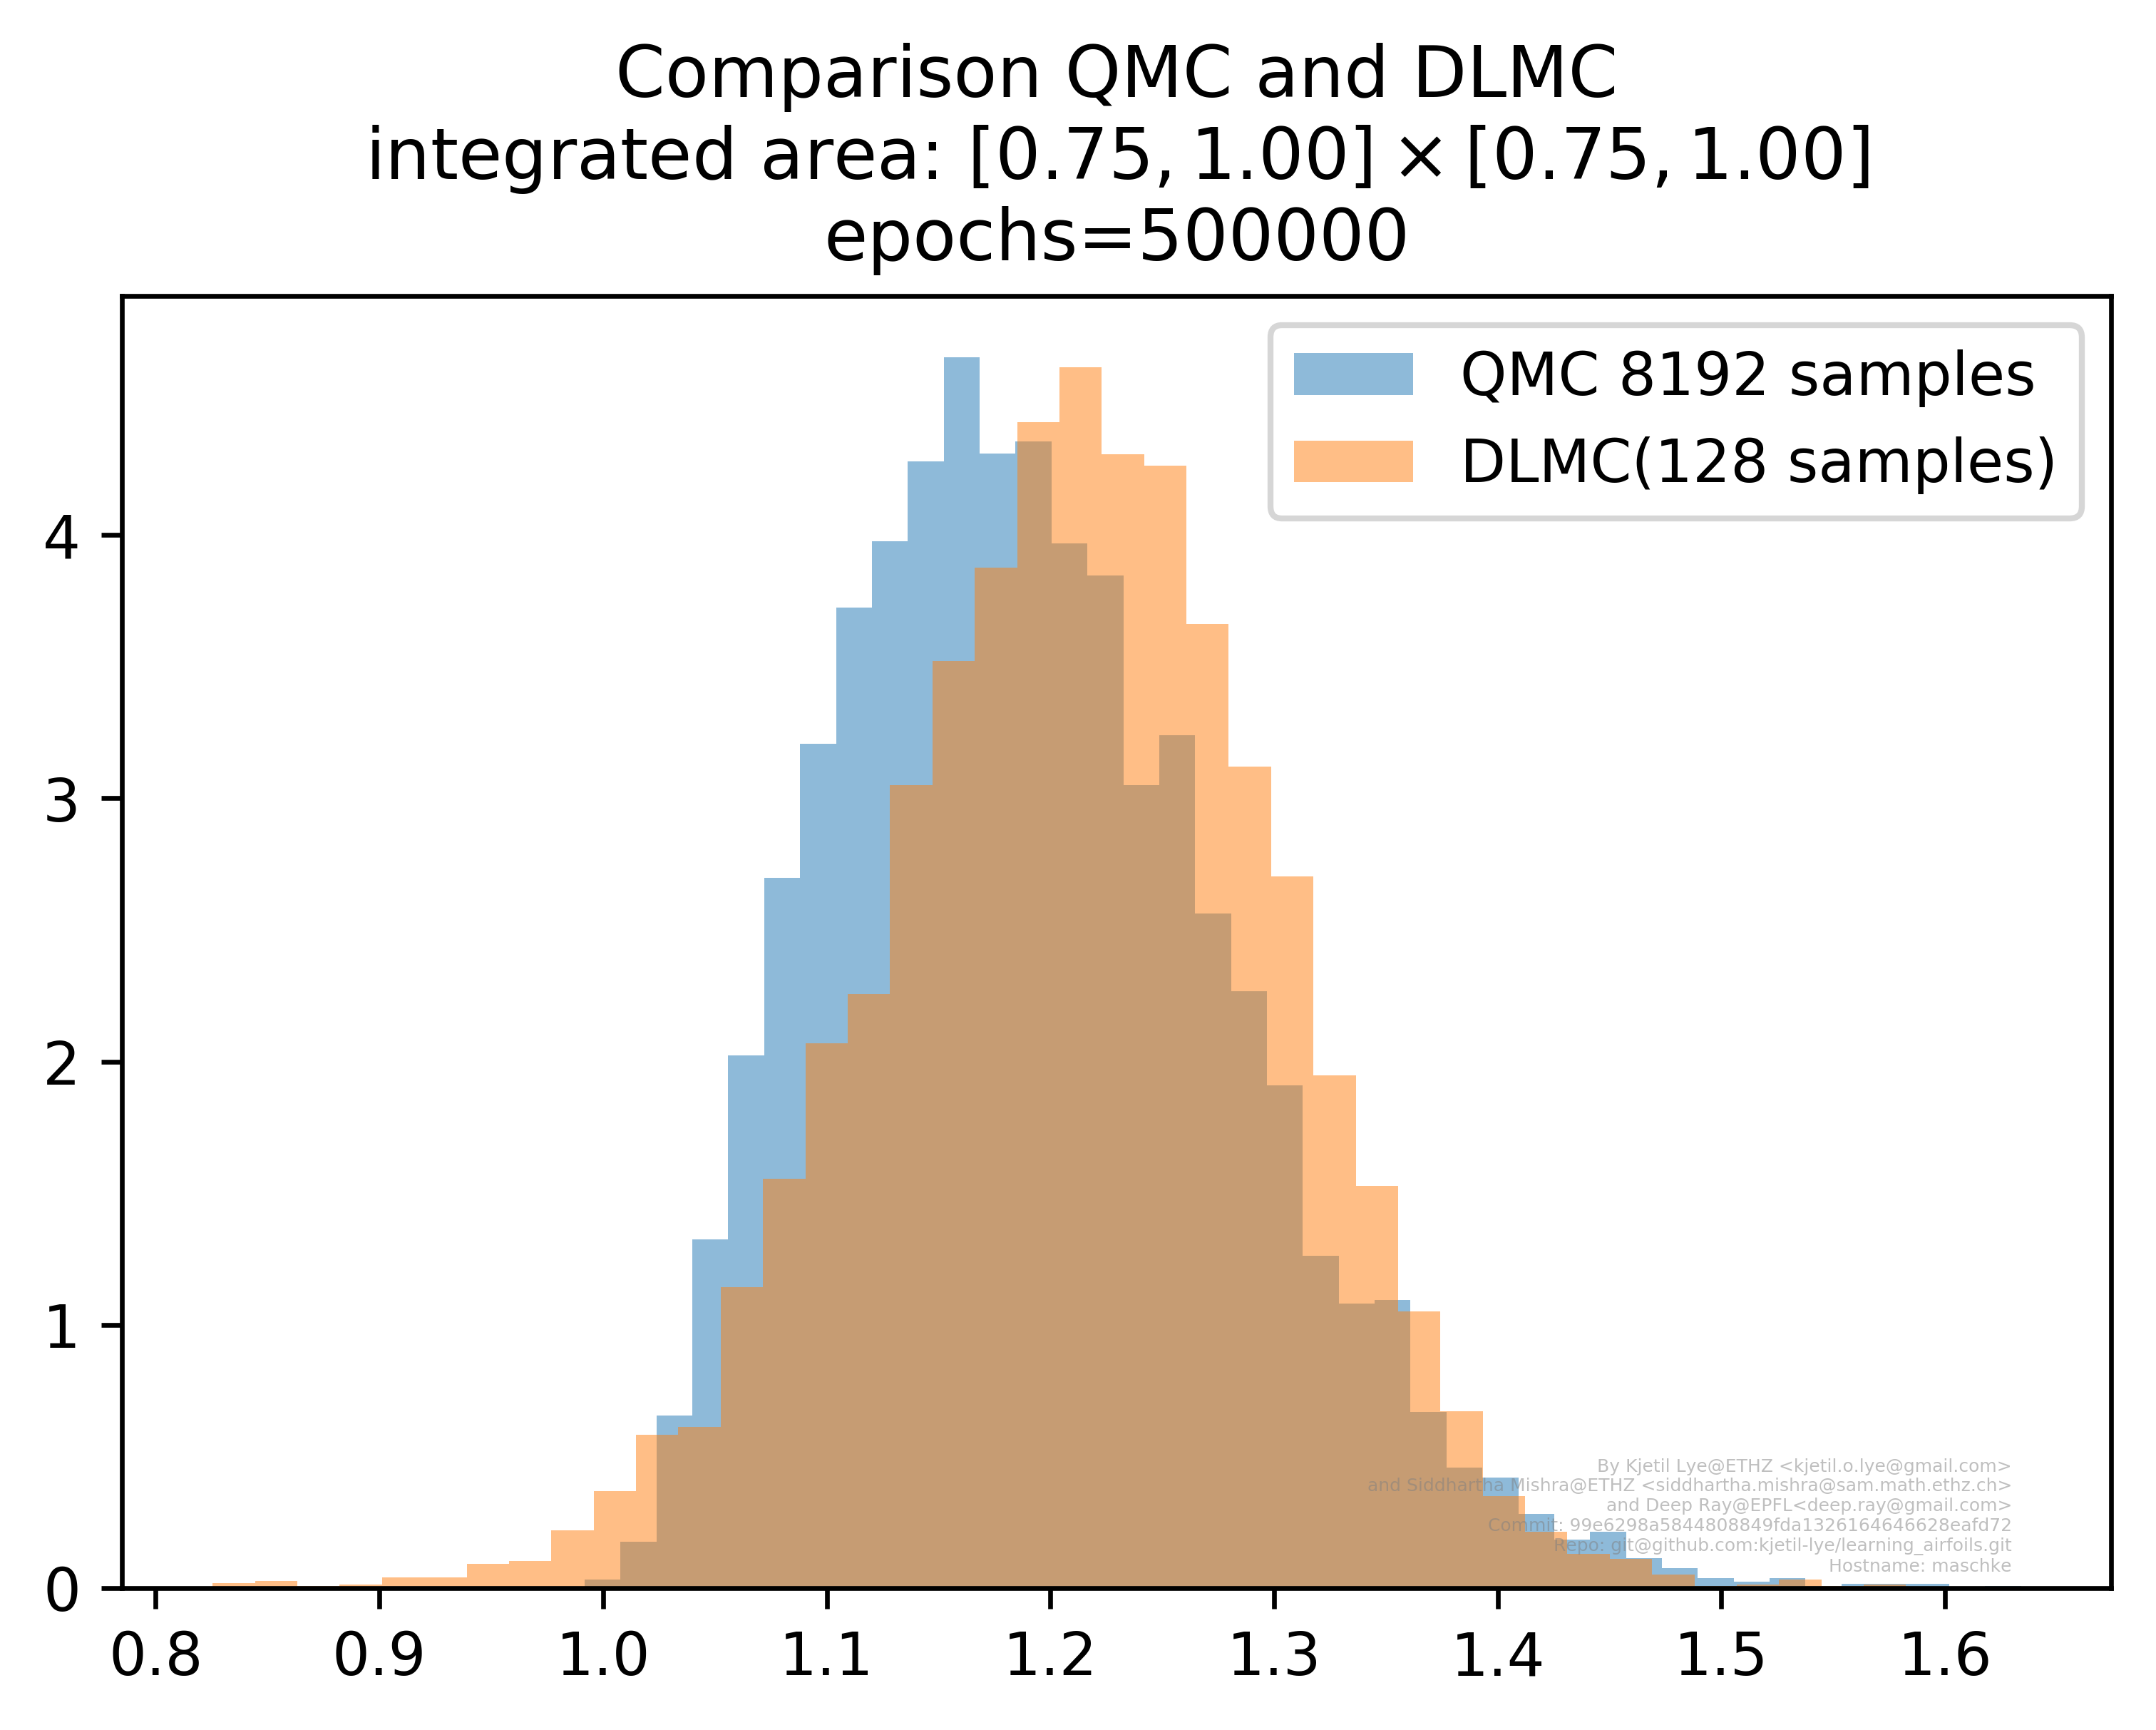 Comparison QMC and DLMC
integrated area: [0.75, 1.00] × [0.75, 1.00]
epochs=500000
QMC 8192 samples
DLMC(128 samples)
4
3
2
1
0
0.8 0.9 1.0 1.1 1.2 1.3 1.4 1.5 1.6
By Kjetil Lye@ETHZ <kjetil.o.lye@gmail.com>
and Siddhartha Mishra@ETHZ <siddhartha.mishra@sam.math.ethz.ch>
and Deep Ray@EPFL<deep.ray@gmail.com>
Commit: 99e6298a5844808849fda1326164646628eafd72
Repo: git@github.com:kjetil-lye/learning_airfoils.git
Hostname: maschke